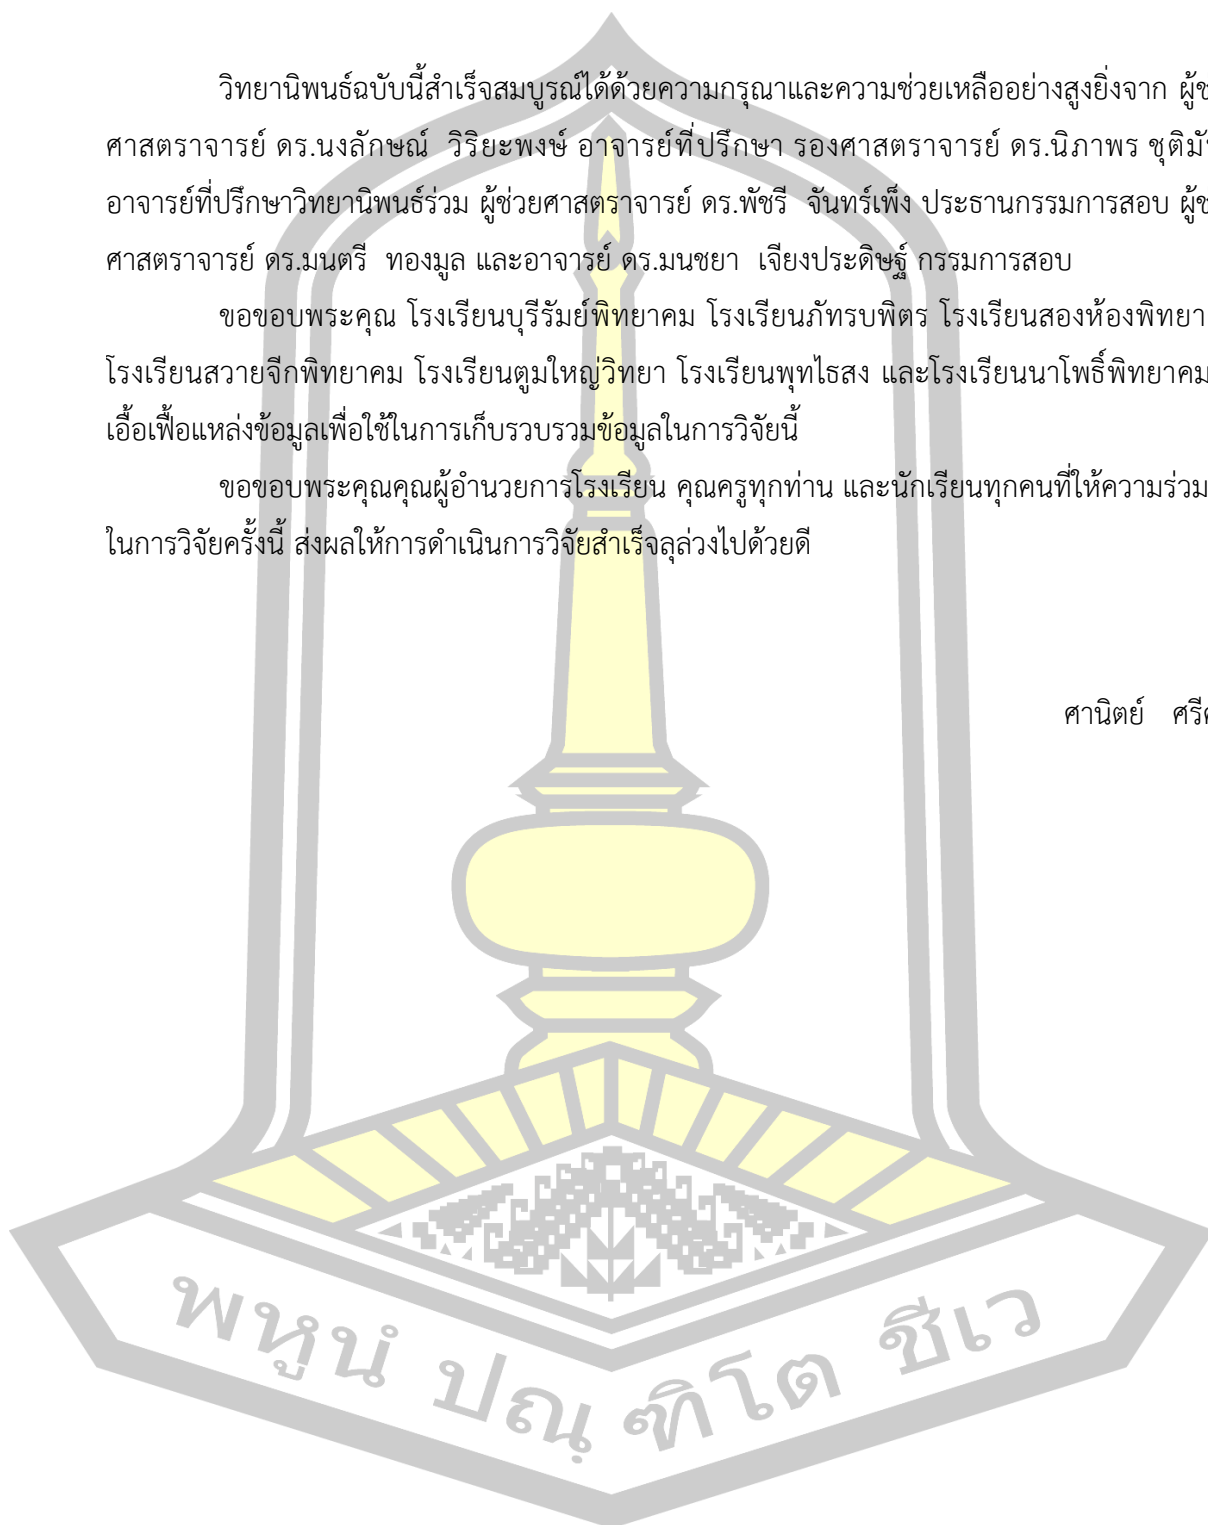 วิทยานิพนธ์ฉบับนี้สำเร็จสมบูรณ์ได้ด้วยความกรุณาและความช่วยเหลืออย่างสูงยิ่งจาก
ศาสตราจารย์ ดร.นงลักษณ์ วิริยะพงษ์ อาจารย์ที่ปรึกษา รองศาสตราจารย์ ดร.นิภาพร
อาจารย์ที่ปรึกษาวิทยานิพนธ์ร่วม ผู้ช่วยศาสตราจารย์ ดร.พัชรี จันทร์เพ็ง ประธานกรรมการสอบ
ศาสตราจารย์ ดร.มนตรี ทองมูล และอาจารย์ ดร.มนชยา เจียงประดิษฐ์ กรรมการสอบ
ขอขอบพระคุณ โรงเรียนบุรีรัมย์พิทยาคม โรงเรียนภัทรบพิตร โรงเรียนสองห้องพิทยา
โรงเรียนสวายจีกพิทยาคม โรงเรียนตูมใหญ่วิทยา โรงเรียนพุทไธสง และโรงเรียนนาโพธิ์พิทยาคม
เอื้อเฟื้อแหล่งข้อมูลเพื่อใช้ในการเก็บรวบรวมข้อมูลในการวิจัยนี้
ขอขอบพระคุณคุณผู้อำนวยการโรงเรียน คุณครูทุกท่าน และนักเรียนทุกคนที่ให้ความร่วม
ในการวิจัยครั้งนี้ ส่งผลให้การดำเนินการวิจัยสำเร็จลุล่วงไปด้วยดี
ศานิตย์
พหูนํ ปณฺฑิโต ชีเว